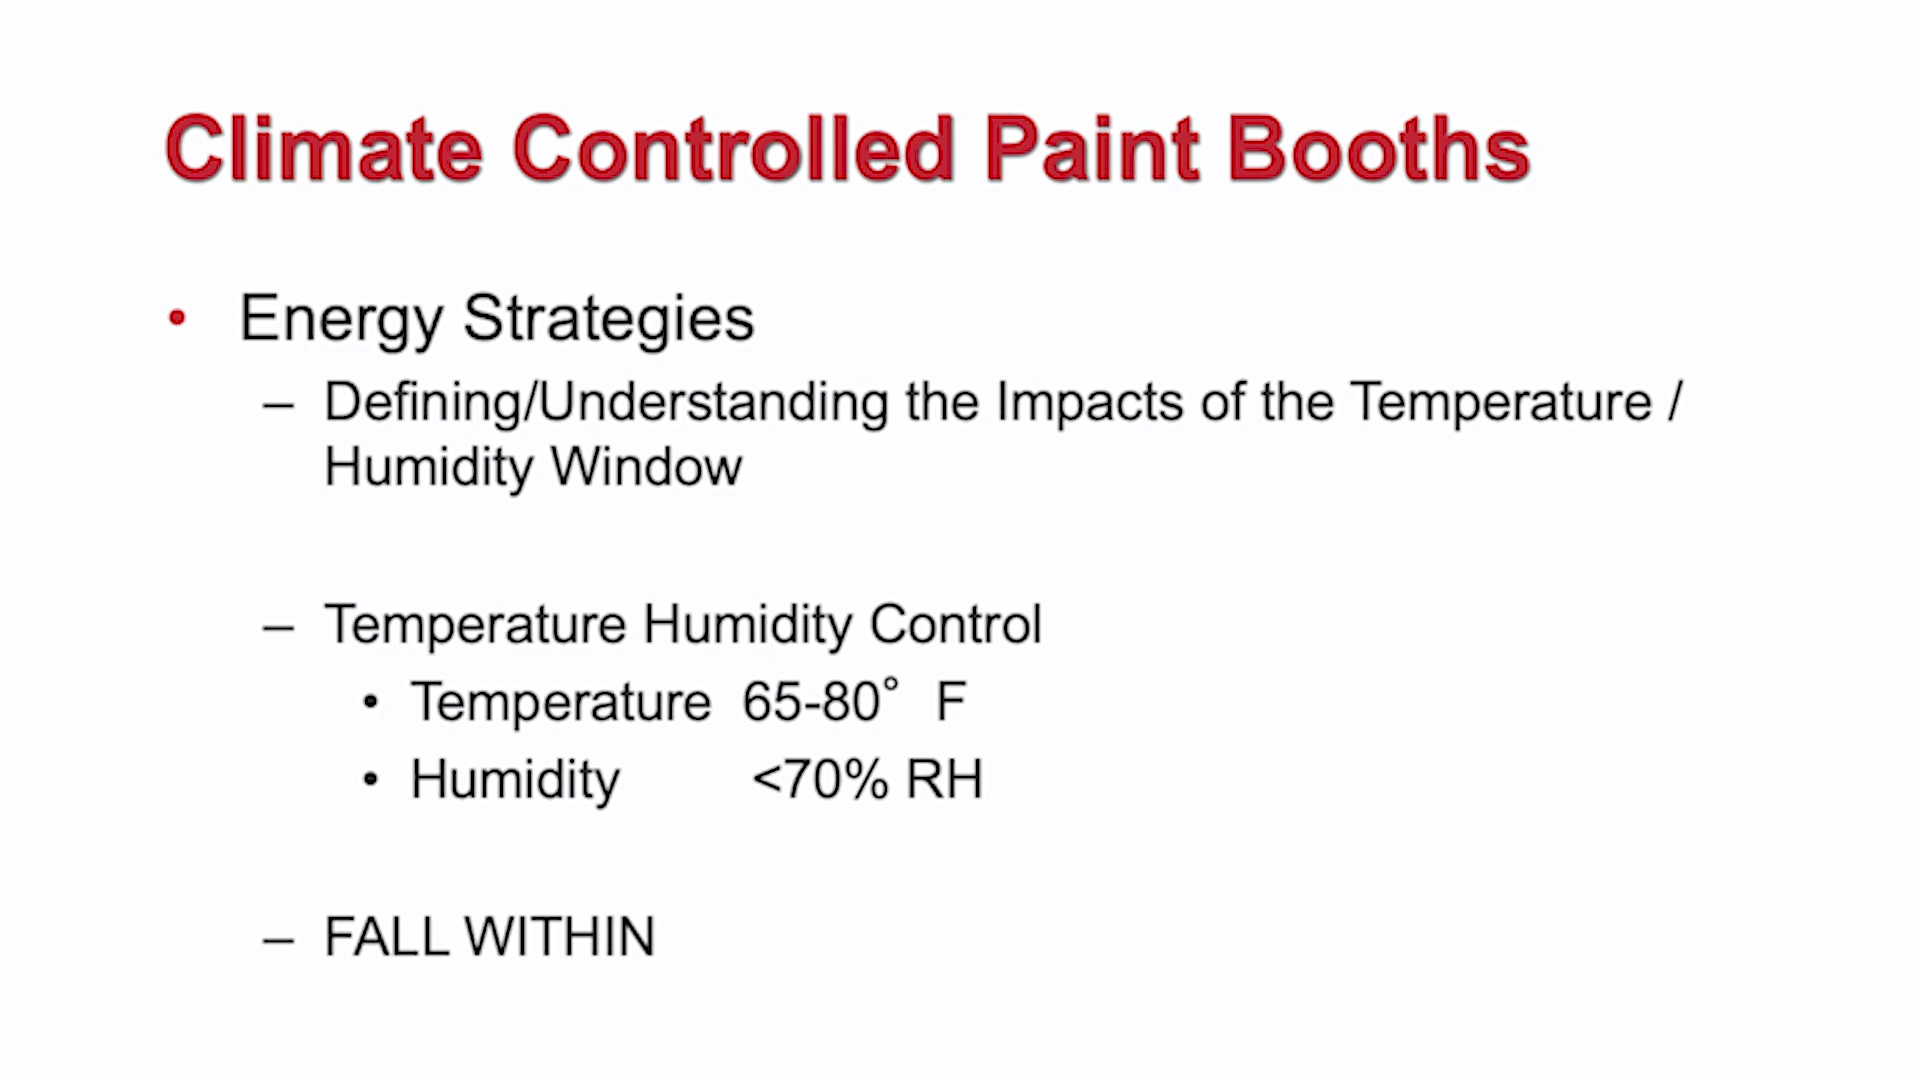 Climate Controlled Paint Booths
• Energy Strategies
– Defining/Understanding the Impacts of the Temperature /
Humidity Window
– Temperature Humidity Control
• Temperature 65-80° F
• Humidity <70% RH
– FALL WITHIN